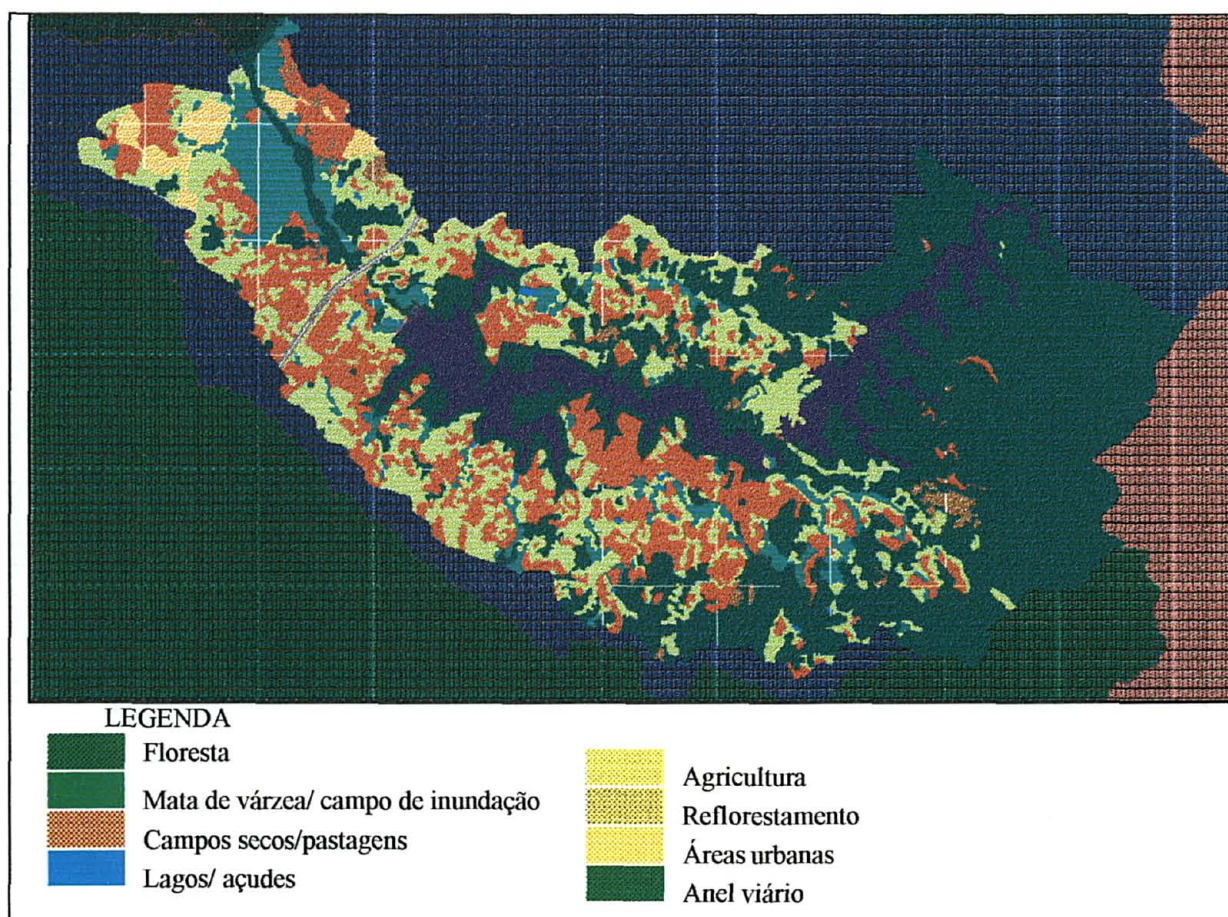 LEGENDA
Floresta
Mata de várzea/ campo de inundação
Campos secos/pastagens
Lagos/ açudes
Agricultura
Reflorestamento
Áreas urbanas
Anel viário